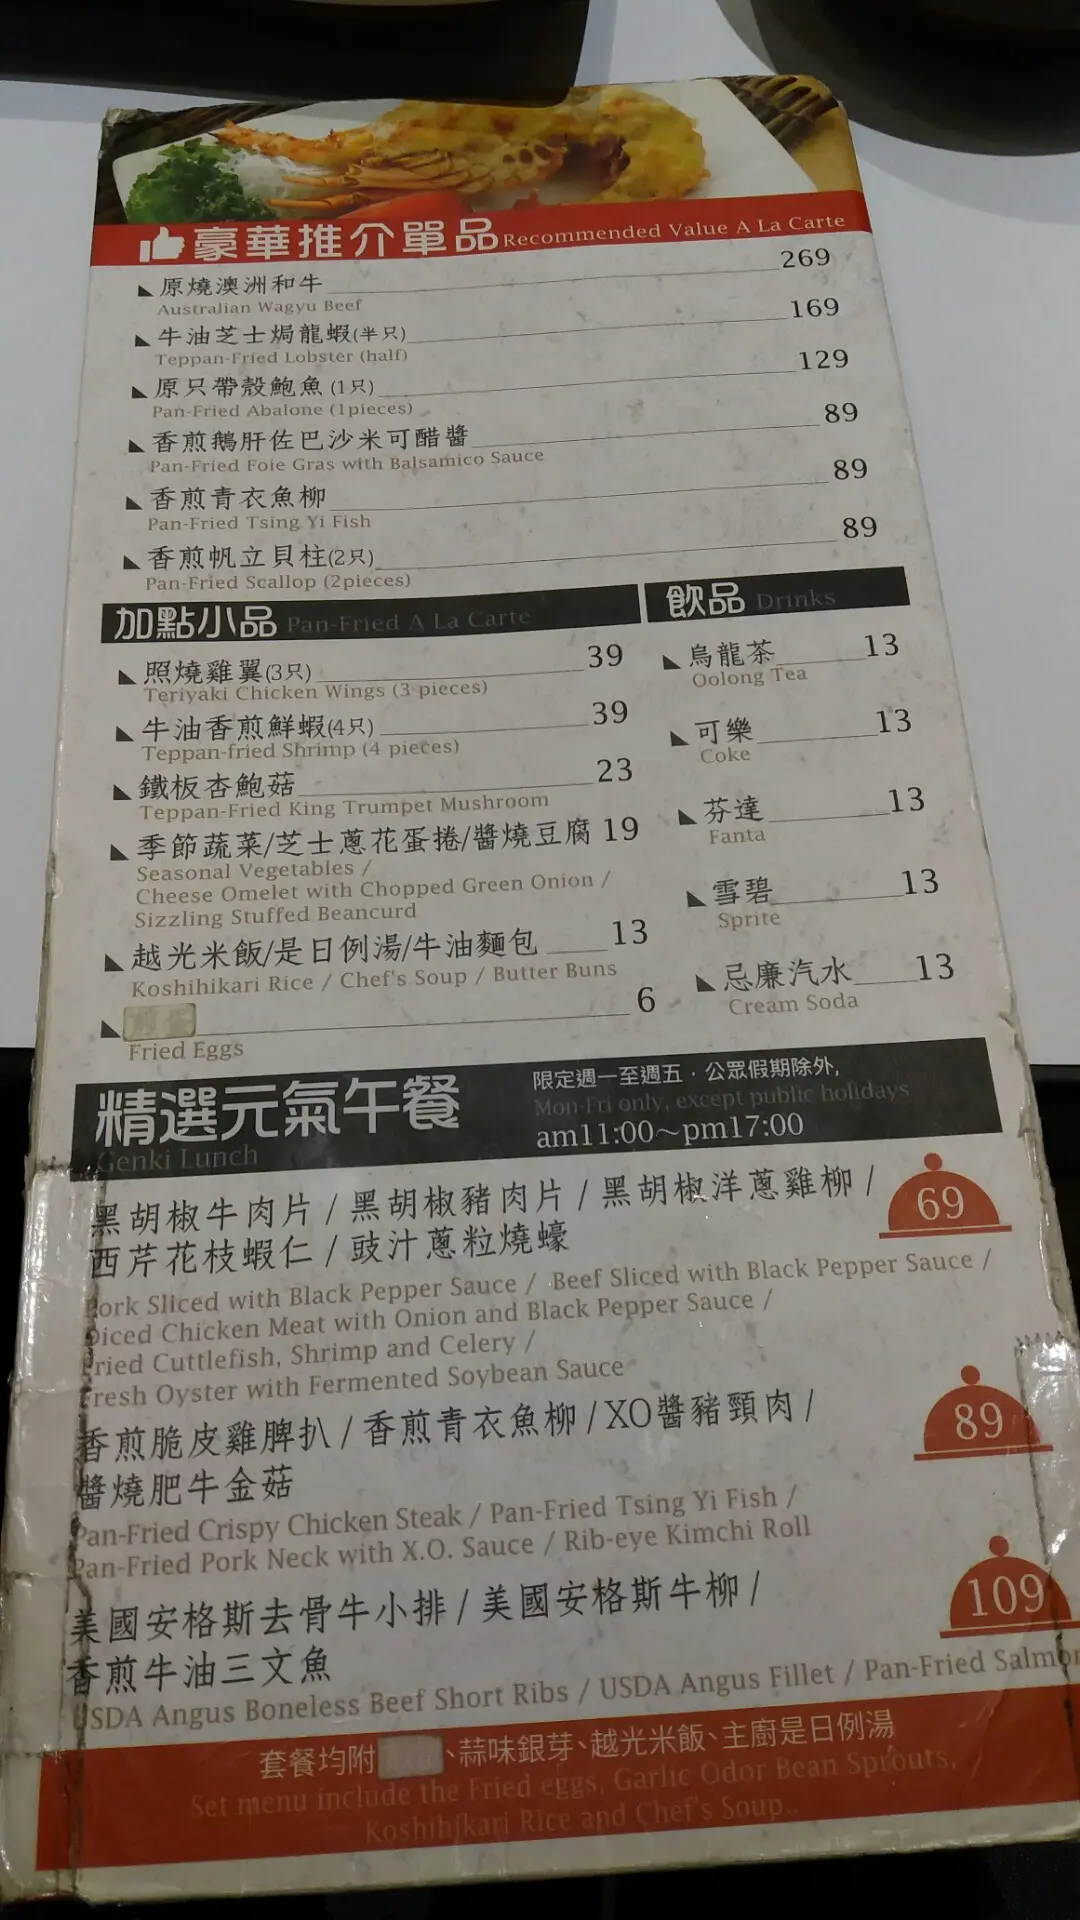 豪華推介單品 Recommended Value A La Carte
原燒澳洲和牛 269
Australian Wagyu Beef
牛油芝士焗龍蝦(半只) 169
Teppan-Fried Lobster (half)
原只帶殼鮑魚(1只) 129
Pan-Fried Abalone (1pieces)
香煎鵝肝佐巴沙米可醋醬 89
Pan-Fried Foie Gras with Balsamico Sauce
香煎青衣魚柳 89
Pan-Fried Tsing Yi Fish
香煎帆立貝柱(2只) 89
Pan-Fried Scallop (2pieces)
加點小品 Pan-Fried A La Carte
照燒雞翼(3只) 39
Teriyaki Chicken Wings (3 pieces)
牛油香煎鮮蝦(4只) 39
Teppan-fried Shrimp (4 pieces)
鐵板杏鮑菇 23
Teppan-Fried King Trumpet Mushroom
季節蔬菜/芝士蔥花蛋捲/醬燒豆腐 19
Seasonal Vegetables /
Cheese Omelet with Chopped Green Onion /
Sizzling Stuffed Beancurd
越光米飯/是日例湯/牛油麵包 13
Koshihikari Rice / Chef's Soup / Butter Buns
6
Fried Eggs
飲品 Drinks
烏龍茶 13
Oolong Tea
可樂 13
Coke
芬達 13
Fanta
雪碧 13
Sprite
忌廉汽水 13
Cream Soda
精選元氣午餐
Genki Lunch
限定週一至週五．公眾假期除外,
Mon-Fri only, except public holidays
am11:00~pm17:00
黑胡椒牛肉片 / 黑胡椒豬肉片 / 黑胡椒洋蔥雞柳 / 69
西芹花枝蝦仁 / 豉汁蔥粒燒蠔
Pork Sliced with Black Pepper Sauce / Beef Sliced with Black Pepper Sauce /
Diced Chicken Meat with Onion and Black Pepper Sauce /
Fried Cuttlefish, Shrimp and Celery /
Fresh Oyster with Fermented Soybean Sauce
香煎脆皮雞脾扒 / 香煎青衣魚柳 / XO醬豬頸肉 / 89
醬燒肥牛金菇
Pan-Fried Crispy Chicken Steak / Pan-Fried Tsing Yi Fish /
Pan-Fried Pork Neck with X.O. Sauce / Rib-eye Kimchi Roll
美國安格斯去骨牛小排 / 美國安格斯牛柳 / 109
香煎牛油三文魚
USDA Angus Boneless Beef Short Ribs / USDA Angus Fillet / Pan-Fried Salmon
套餐均附 、蒜味銀芽、越光米飯、主廚是日例湯
Set menu include the Fried eggs, Garlic Odor Bean Sprouts,
Koshihikari Rice and Chef's Soup..